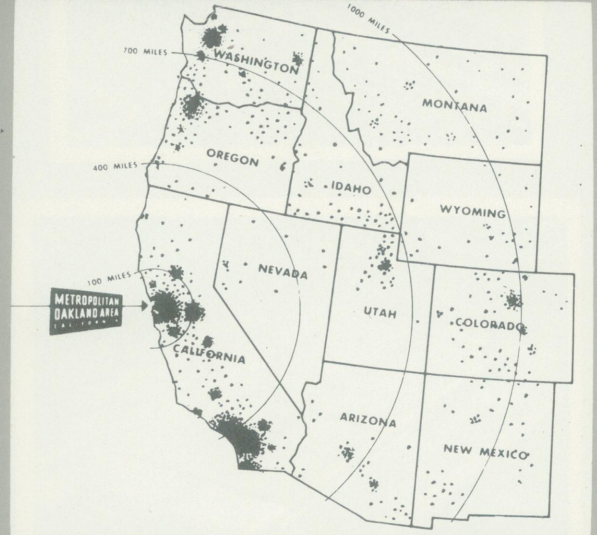 1000 MILES
700 MILES
WASHINGTON
MONTANA
OREGON
400 MILES
IDAHO
WYOMING
100 MILES
NEVADA
METROPOLITAN
OAKLAND AREA
CALIFORNIA
UTAH
COLORADO
CALIFORNIA
ARIZONA
NEW MEXICO